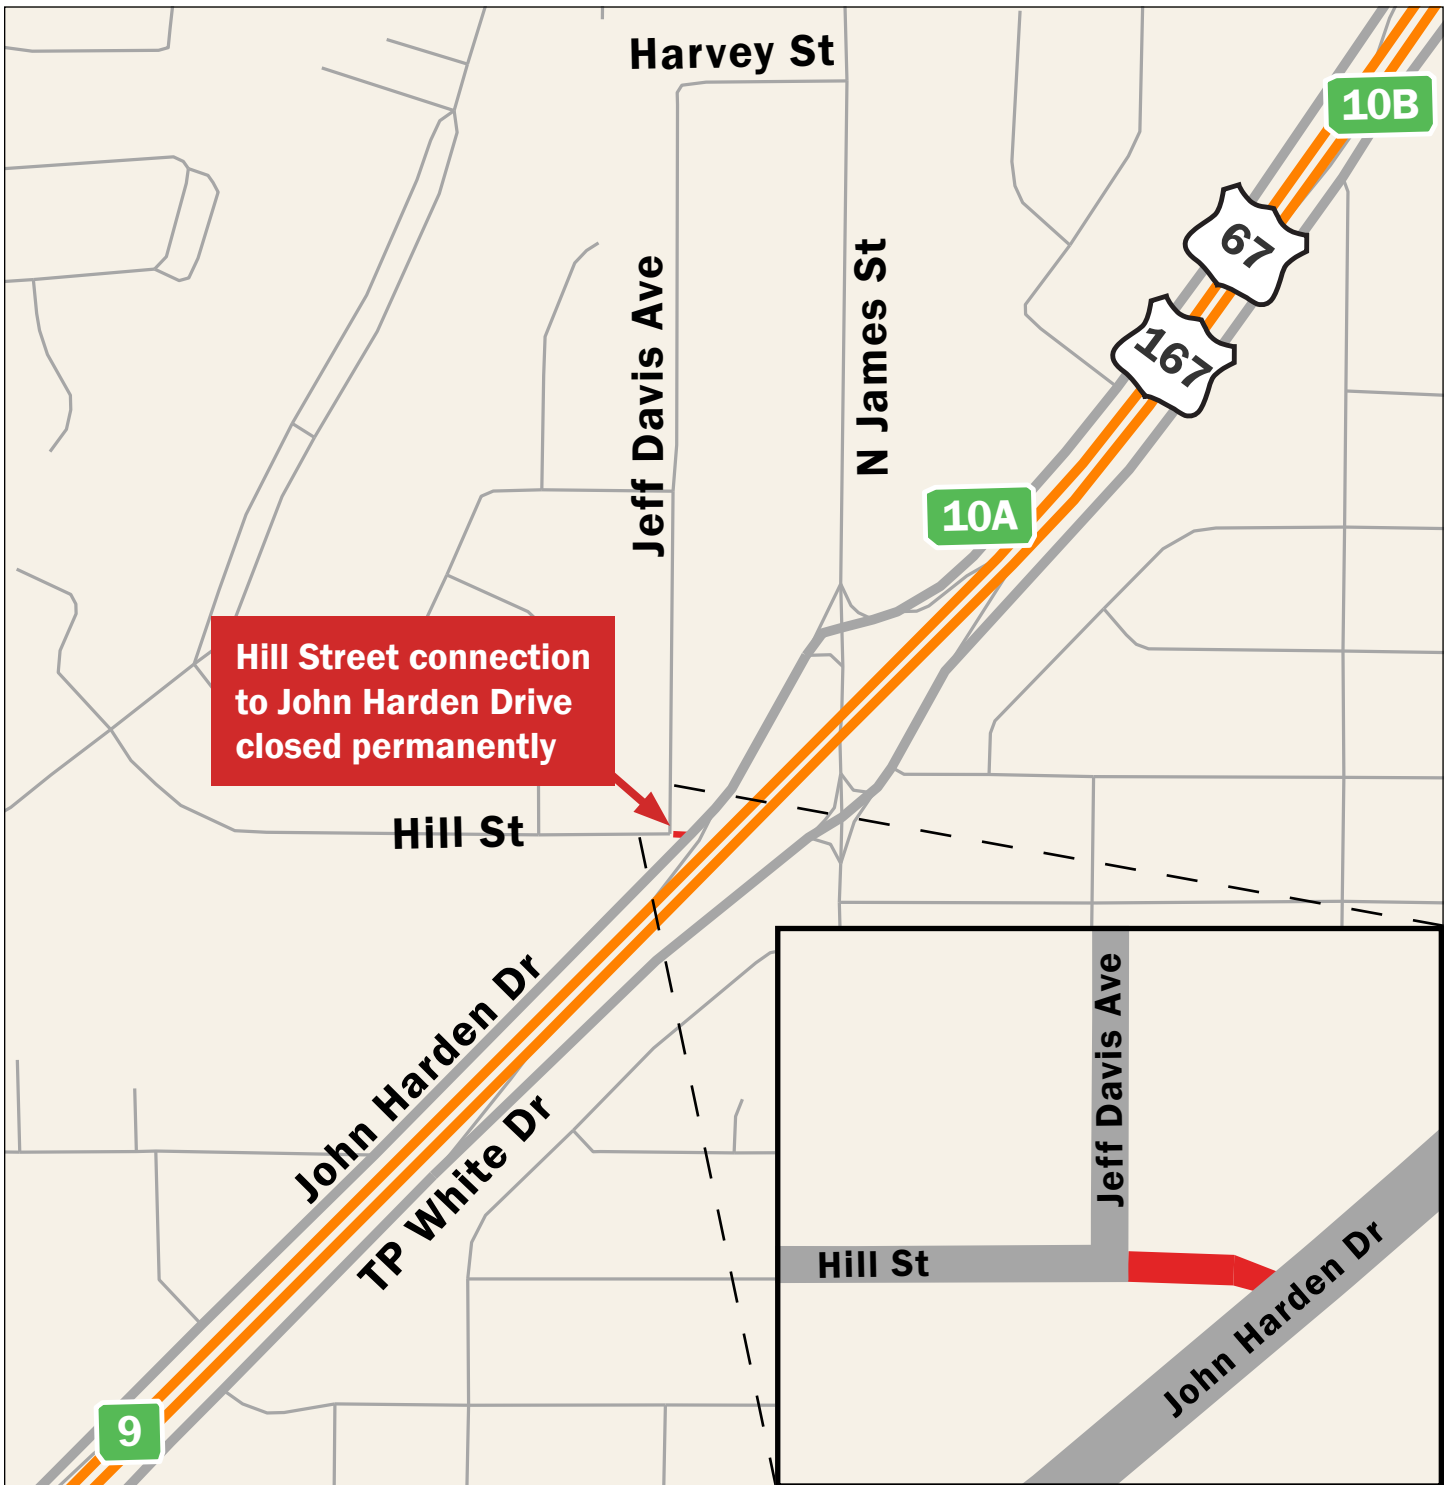 Harvey St
10B
67
167
Jeff Davis Ave
N James St
10A
Hill Street connection
to John Harden Drive
closed permanently
Hill St
John Harden Dr
TP White Dr
9
Jeff Davis Ave
Hill St
John Harden Dr